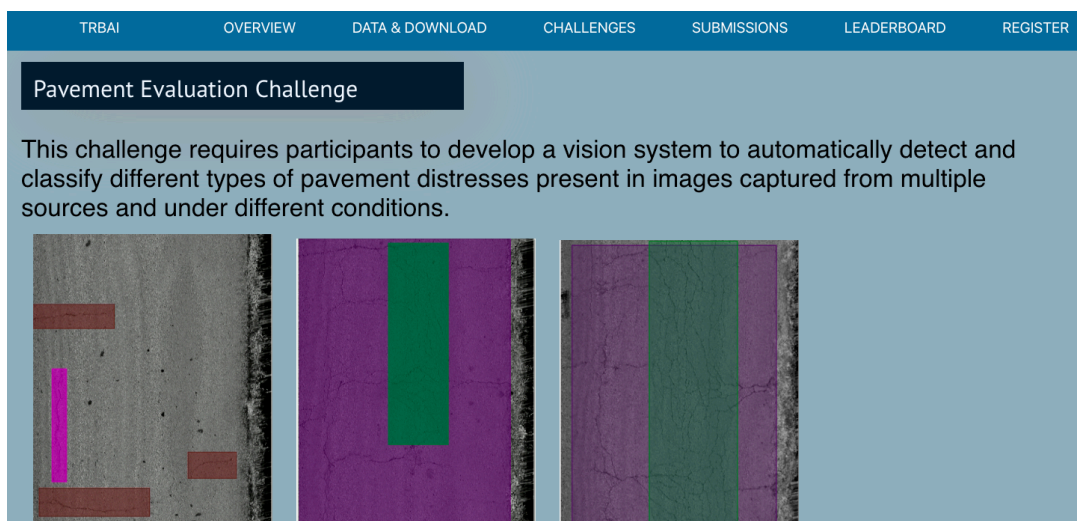 TRBAI OVERVIEW DATA & DOWNLOAD CHALLENGES SUBMISSIONS LEADERBOARD REGISTER
Pavement Evaluation Challenge
This challenge requires participants to develop a vision system to automatically detect and
classify different types of pavement distresses present in images captured from multiple
sources and under different conditions.